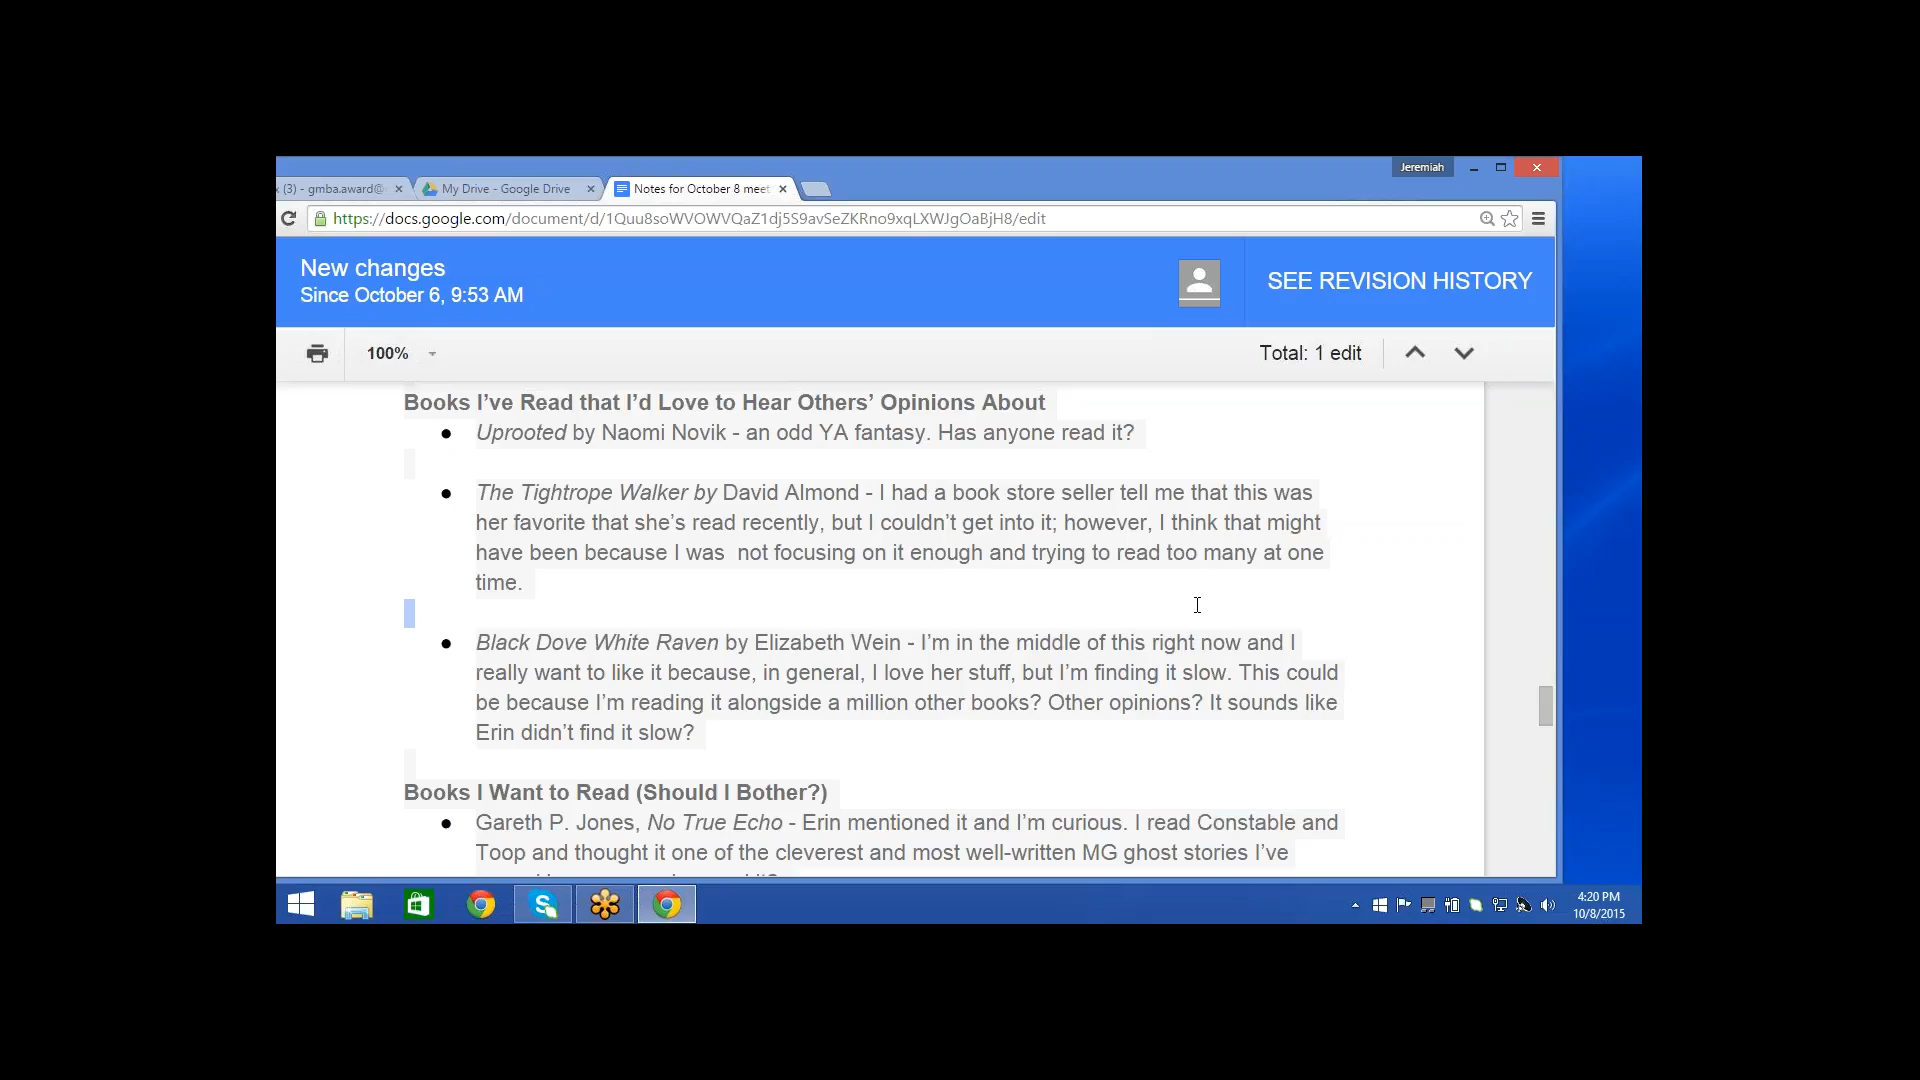 Jeremiah
(3) - gmba.award@
My Drive - Google Drive
Notes for October 8 meet
https://docs.google.com/document/d/1Quu8soWVOWVQaZ1dj5S9avSeZKRno9xqLXWJgOaBjH8/edit
New changes
Since October 6, 9:53 AM
SEE REVISION HISTORY
100%
Total: 1 edit
Books I’ve Read that I’d Love to Hear Others’ Opinions About
● Uprooted by Naomi Novik - an odd YA fantasy. Has anyone read it?
● The Tightrope Walker by David Almond - I had a book store seller tell me that this was
her favorite that she’s read recently, but I couldn’t get into it; however, I think that might
have been because I was  not focusing on it enough and trying to read too many at one
time.
● Black Dove White Raven by Elizabeth Wein - I’m in the middle of this right now and I
really want to like it because, in general, I love her stuff, but I’m finding it slow. This could
be because I’m reading it alongside a million other books? Other opinions? It sounds like
Erin didn’t find it slow?
Books I Want to Read (Should I Bother?)
● Gareth P. Jones, No True Echo - Erin mentioned it and I’m curious. I read Constable and
Toop and thought it one of the cleverest and most well-written MG ghost stories I’ve
4:20 PM
10/8/2015